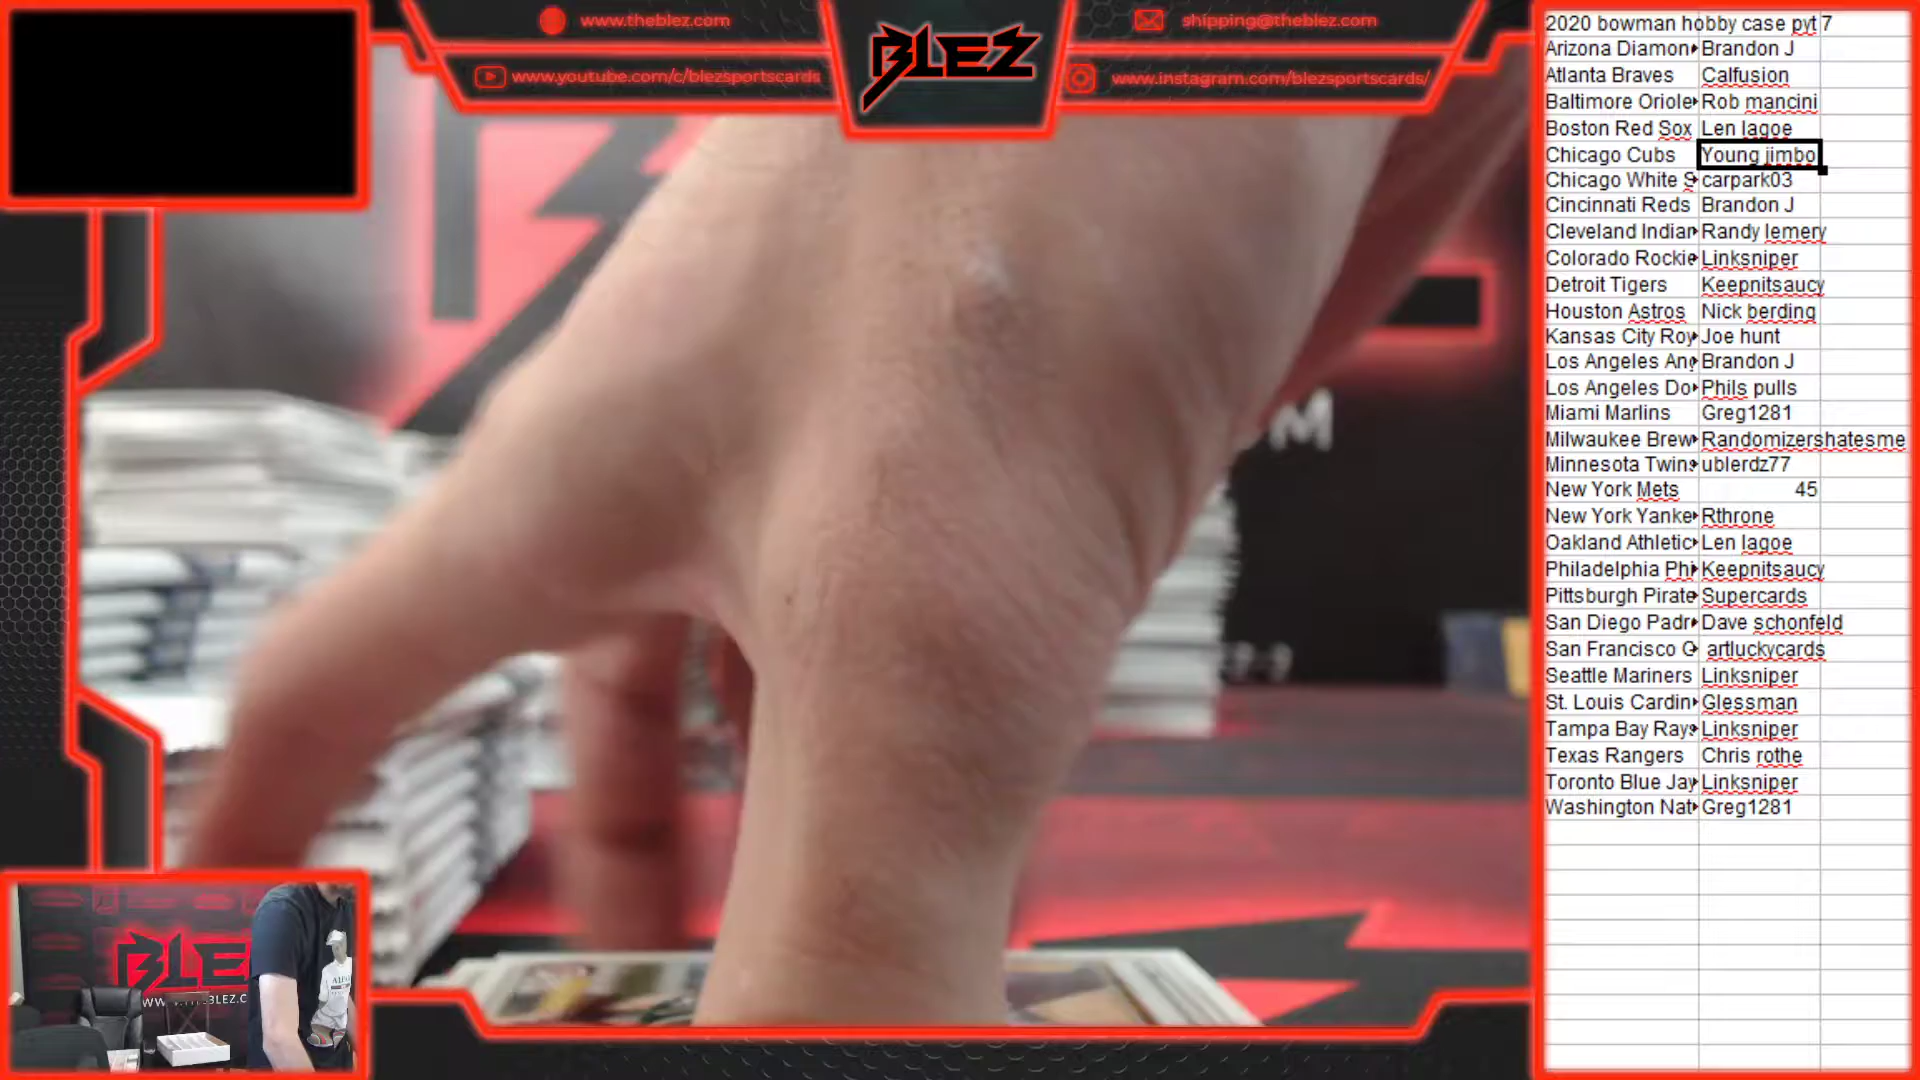 www.theblez.com
shipping@theblez.com
BLEZ
www.youtube.com/c/blezsportscards
www.instagram.com/blezsportscards/
2020 bowman hobby case pyt 7
Arizona Diamon Brandon J
Atlanta Braves Calfusion
Baltimore Oriole Rob mancini
Boston Red Sox Len lagoe
Chicago Cubs Young jimbo
Chicago White S carpark03
Cincinnati Reds Brandon J
Cleveland Indian Randy lemery
Colorado Rockie Linksniper
Detroit Tigers Keepnitsaucy
Houston Astros Nick berding
Kansas City Roy Joe hunt
Los Angeles Ang Brandon J
Los Angeles Do Phils pulls
Miami Marlins Greg1281
Milwaukee Brew Randomizershatesme
Minnesota Twins ublerdz77
New York Mets 45
New York Yanke Rthrone
Oakland Athletic Len lagoe
Philadelphia Phi Keepnitsaucy
Pittsburgh Pirate Supercards
San Diego Padr Dave schonfeld
San Francisco G artluckycards
Seattle Mariners Linksniper
St. Louis Cardin Glessman
Tampa Bay Rays Linksniper
Texas Rangers Chris rothe
Toronto Blue Jay Linksniper
Washington Nat Greg1281
BLE